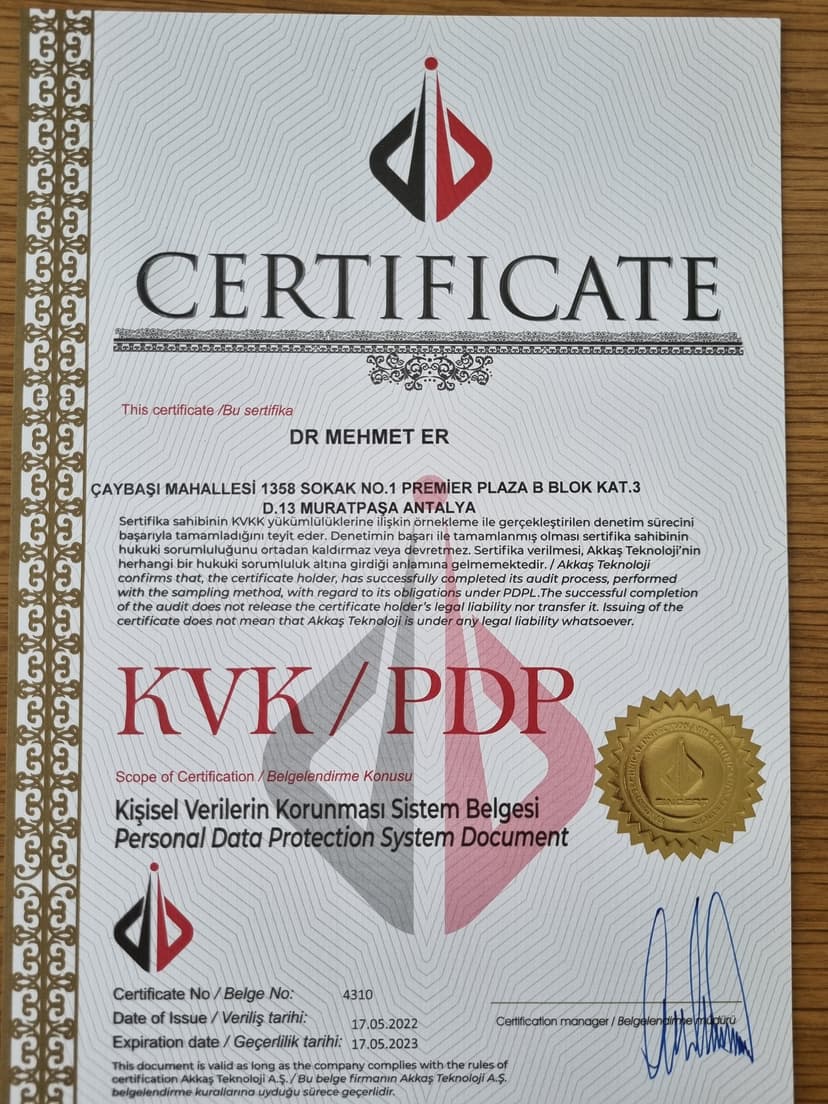 CERTIFICATE
This certificate /Bu sertifika
DR MEHMET ER
ÇAYBAŞI MAHALLESİ 1358 SOKAK NO.1 PREMİER PLAZA B BLOK KAT.3
D.13 MURATPAŞA ANTALYA
Sertifika sahibinin KVKK yükümlülüklerine ilişkin örnekleme ile gerçekleştirilen denetim sürecini
başarıyla tamamladığını teyit eder. Denetimin başarı ile tamamlanmış olması sertifika sahibinin
hukuki sorumluluğunu ortadan kaldırmaz veya devretmez. Sertifika verilmesi, Akkaş Teknoloji'nin
herhangi bir hukuki sorumluluk altına girdiği anlamına gelmemektedir. / Akkaş Teknoloji
confirms that, the certificate holder, has successfully completed its audit process, performed
with the sampling method, with regard to its obligations under PDPL.The successful completion
of the audit does not release the certificate holder's legal liability nor transfer it. Issuing of the
certificate does not mean that Akkaş Teknoloji is under any legal liability whatsoever.
KVK / PDP
Scope of Certification / Belgelendirme Konusu
Kişisel Verilerin Korunması Sistem Belgesi
Personal Data Protection System Document
Certificate No / Belge No: 4310
Date of Issue / Veriliş tarihi: 17.05.2022
Expiration date / Geçerlilik tarihi: 17.05.2023
Certification manager / Belgelendirme müdürü
This document is valid as long as the company complies with the rules of
certification Akkaş Teknoloji A.Ş. / Bu belge firmanın Akkaş Teknoloji A.Ş.
belgelendirme kurallarına uyduğu sürece geçerlidir.